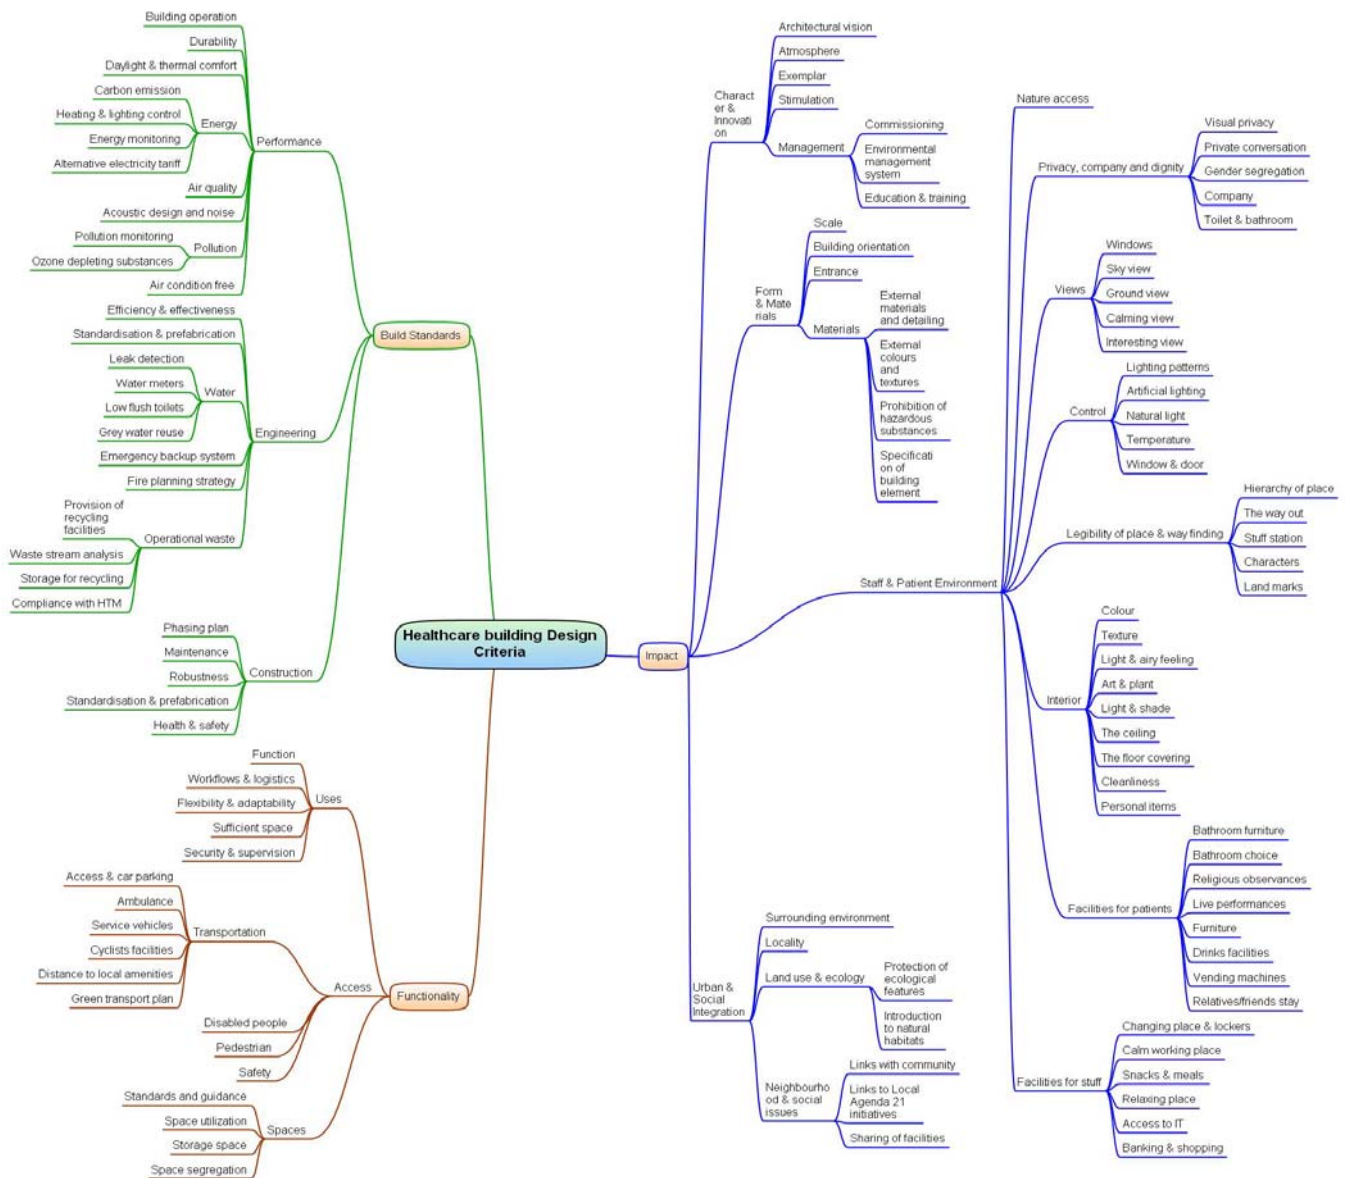 Building operation
Durability
Daylight & thermal comfort
Carbon emission
Heating & lighting control
Energy monitoring
Alternative electricity tariff
Energy
Air quality
Acoustic design and noise
Pollution monitoring
Ozone depleting substances
Pollution
Air condition free
Performance
Efficiency & effectiveness
Standardisation & prefabrication
Leak detection
Water meters
Low flush toilets
Grey water reuse
Water
Emergency backup system
Fire planning strategy
Provision of
recycling
facilities
Waste stream analysis
Storage for recycling
Compliance with HTM
Operational waste
Engineering
Phasing plan
Maintenance
Robustness
Standardisation & prefabrication
Health & safety
Construction
Build Standards
Healthcare building Design
Criteria
Function
Workflows & logistics
Flexibility & adaptability
Sufficient space
Security & supervision
Uses
Access & car parking
Ambulance
Service vehicles
Cyclists facilities
Distance to local amenities
Green transport plan
Transportation
Disabled people
Pedestrian
Safety
Access
Standards and guidance
Space utilization
Storage space
Space segregation
Spaces
Functionality
Impact
Charact
er &
Innovati
on
Architectural vision
Atmosphere
Exemplar
Stimulation
Management
Commissioning
Environmental
management
system
Education & training
Form
& Mate
rials
Scale
Building orientation
Entrance
Materials
External
materials
and detailing
External
colours
and
textures
Prohibition of
hazardous
substances
Specificati
on of
building
element
Staff & Patient Environment
Nature access
Privacy, company and dignity
Visual privacy
Private conversation
Gender segregation
Company
Toilet & bathroom
Views
Windows
Sky view
Ground view
Calming view
Interesting view
Control
Lighting patterns
Artificial lighting
Natural light
Temperature
Window & door
Legibility of place & way finding
Hierarchy of place
The way out
Stuff station
Characters
Land marks
Interior
Colour
Texture
Light & airy feeling
Art & plant
Light & shade
The ceiling
The floor covering
Cleanliness
Personal items
Facilities for patients
Bathroom furniture
Bathroom choice
Religious observances
Live performances
Furniture
Drinks facilities
Vending machines
Relatives/friends stay
Facilities for stuff
Changing place & lockers
Calm working place
Snacks & meals
Relaxing place
Access to IT
Banking & shopping
Urban &
Social
Integration
Surrounding environment
Locality
Land use & ecology
Protection of
ecological
features
Introduction
to natural
habitats
Neighbourho
od & social
issues
Links with community
Links to Local
Agenda 21
initiatives
Sharing of facilities